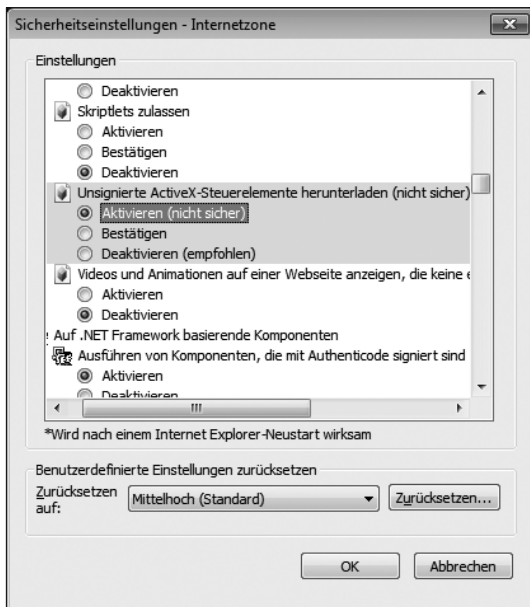 Sicherheitseinstellungen - Internetzone
Einstellungen
Deaktivieren
Skriptlets zulassen
Aktivieren
Bestätigen
Deaktivieren
Unsignierte ActiveX-Steuerelemente herunterladen (nicht sicher)
Aktivieren (nicht sicher)
Bestätigen
Deaktivieren (empfohlen)
Videos und Animationen auf einer Webseite anzeigen, die keine
Aktivieren
Deaktivieren
Auf .NET Framework basierende Komponenten
Ausführen von Komponenten, die mit Authenticode signiert sind
Aktivieren
Deaktivieren
*Wird nach einem Internet Explorer-Neustart wirksam
Benutzerdefinierte Einstellungen zurücksetzen
Zurücksetzen auf:
Mittelhoch (Standard)
Zurücksetzen...
OK
Abbrechen